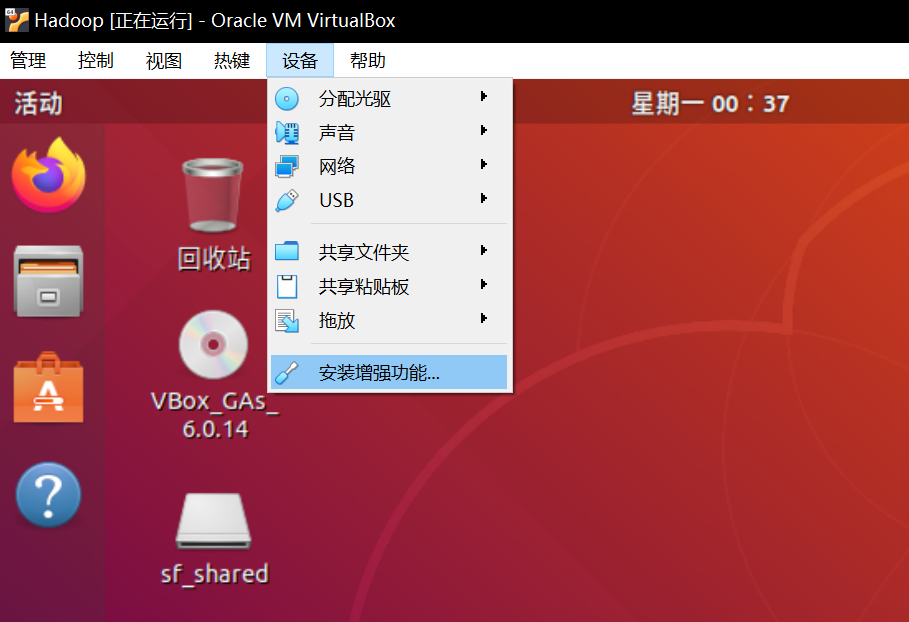 Hadoop [正在运行] - Oracle VM VirtualBox
管理 控制 视图 热键 设备 帮助
活动
星期一 00：37
分配光驱
声音
网络
USB
共享文件夹
共享粘贴板
拖放
安装增强功能...
回收站
VBox_GAs_
6.0.14
sf_shared